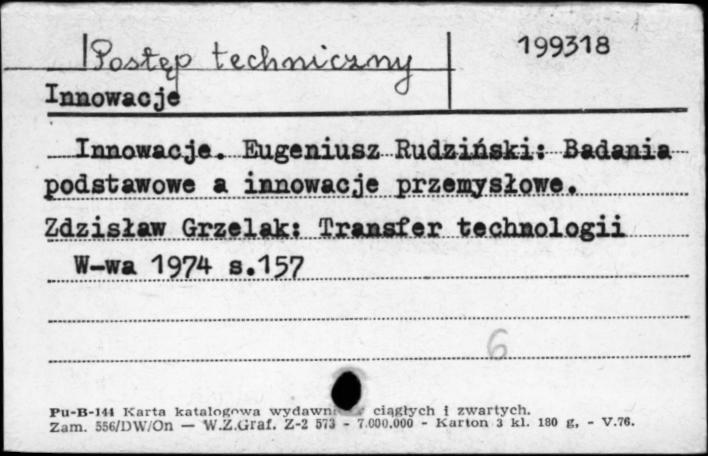 Postęp techniczny
199318
Innowacje
Innowacje. Eugeniusz Rudziński: Badania
podstawowe a innowacje przemysłowe.
Zdzisław Grzelak: Transfer technologii
W-wa 1974 s.157
6
Pu-B-144 Karta katalogowa wydawn ciągłych i zwartych.
Zam. 556/DW/On — W.Z.Graf. Z-2 573 - 7.000.000 - Karton 3 kl. 180 g, - V.76.